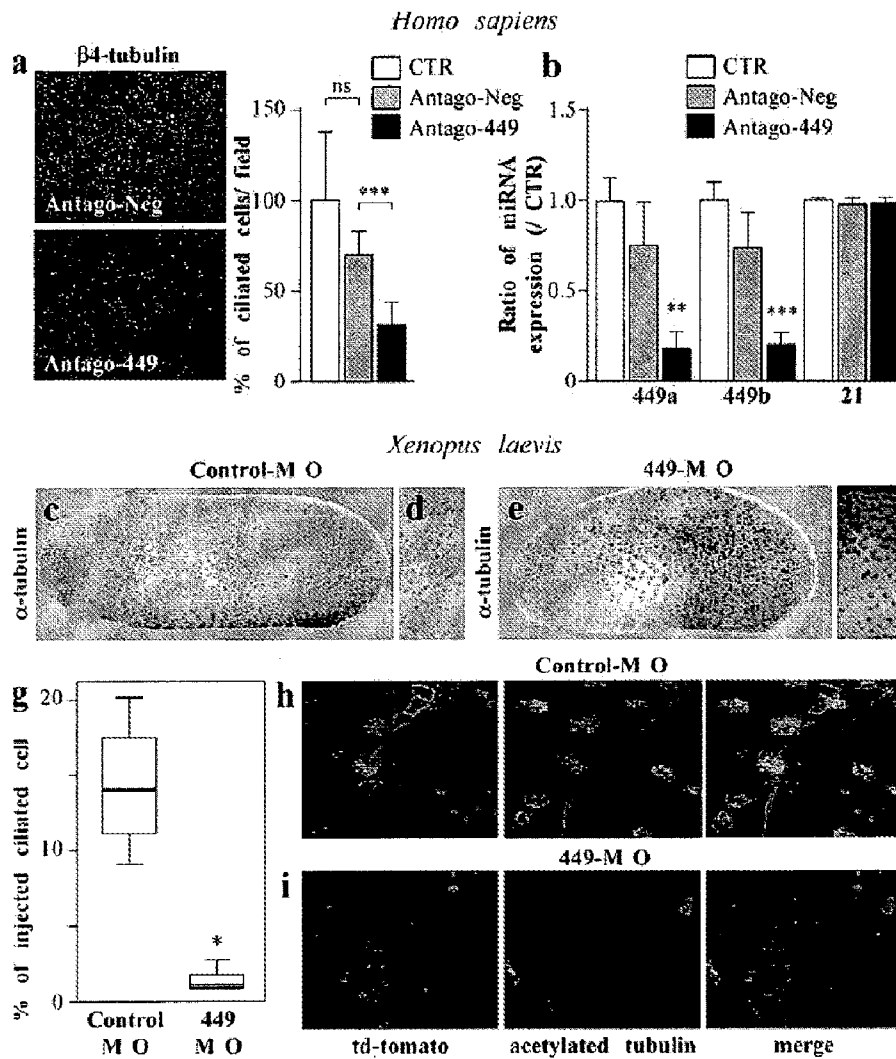 Homo sapiens
a
β4-tubulin
Antago-Neg
Antago-449
CTR
Antago-Neg
Antago-449
% of ciliated cells/ field
150
100
50
0
ns
***
b
CTR
Antago-Neg
Antago-449
Ratio of miRNA
expression (/ CTR)
1.5
1.0
0.5
0
**
***
449a 449b 21
Xenopus laevis
Control-M O
449-M O
c
d
e
α-tubulin
α-tubulin
% of injected ciliated cell
20
10
0
*
Control
M O
449
M O
Control-M O
h
449-M O
i
td-tomato acetylated tubulin merge